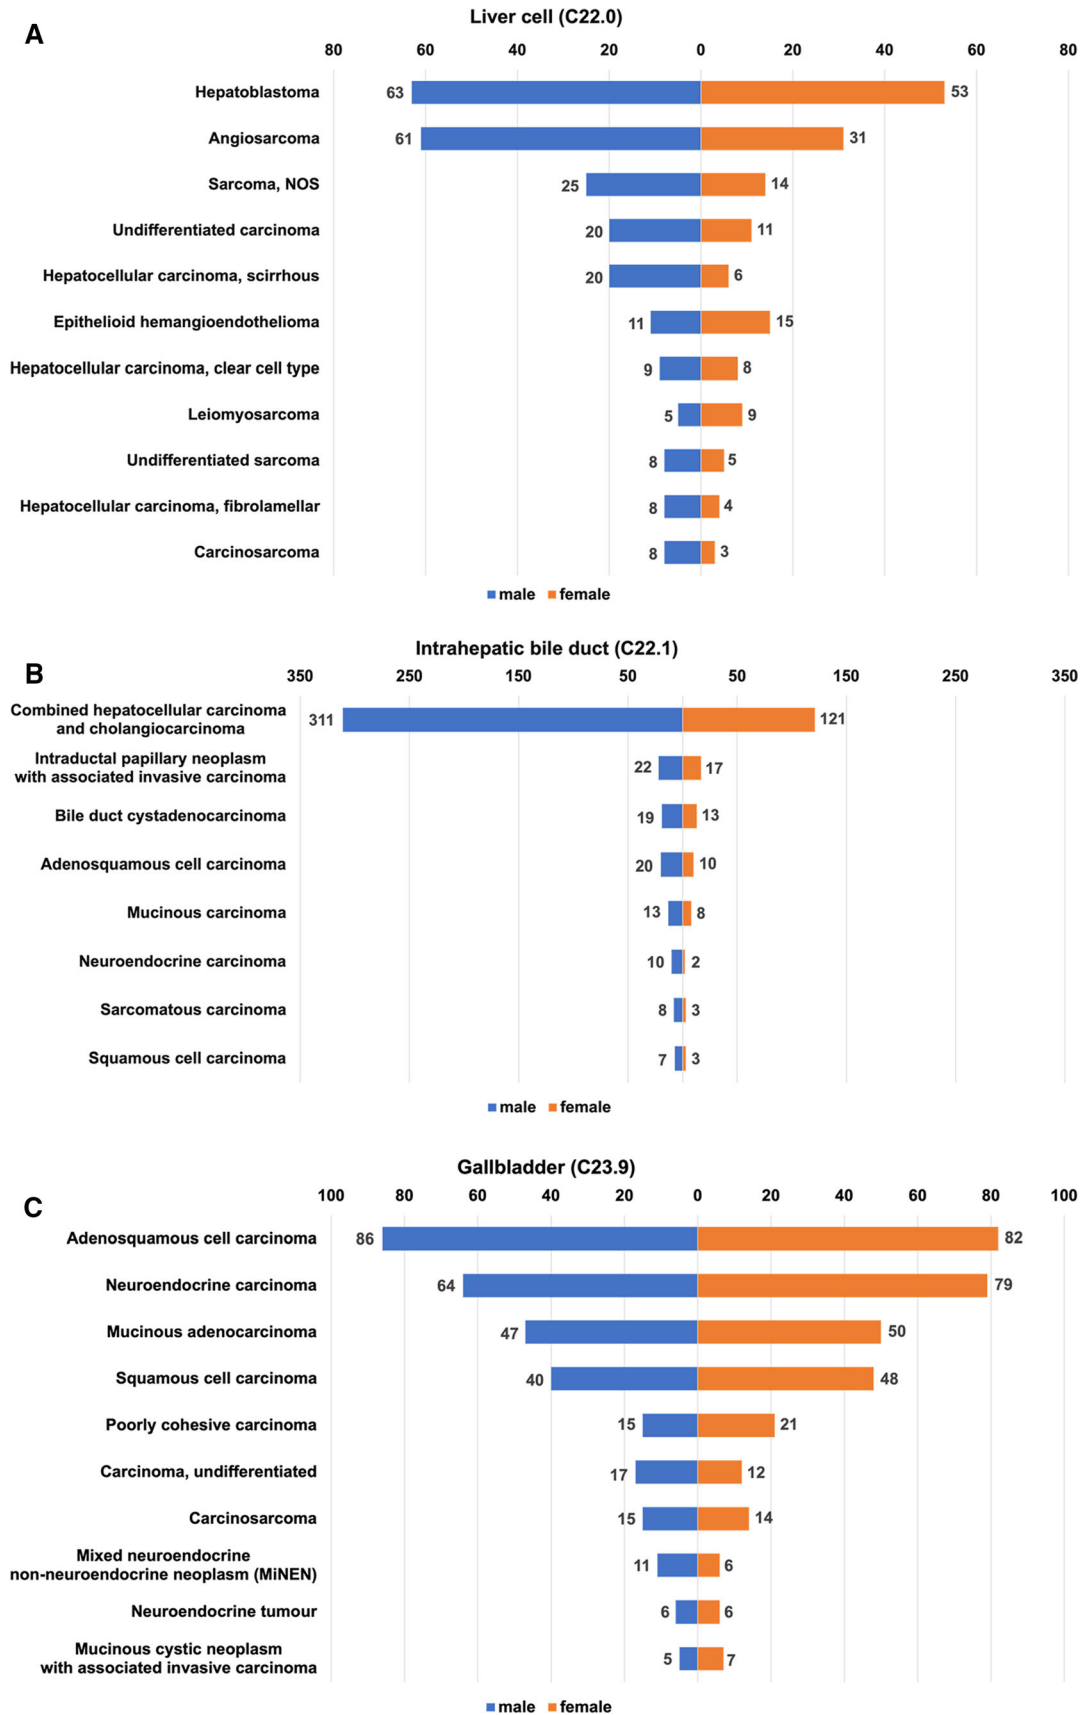 A
Liver cell (C22.0)
80 60 40 20 0 20 40 60 80
Hepatoblastoma 63 53
Angiosarcoma 61 31
Sarcoma, NOS 25 14
Undifferentiated carcinoma 20 11
Hepatocellular carcinoma, scirrhous 20 6
Epithelioid hemangioendothelioma 11 15
Hepatocellular carcinoma, clear cell type 9 8
Leiomyosarcoma 5 9
Undifferentiated sarcoma 8 5
Hepatocellular carcinoma, fibrolamellar 8 4
Carcinosarcoma 8 3
male female
B
Intrahepatic bile duct (C22.1)
350 250 150 50 50 150 250 350
Combined hepatocellular carcinoma
and cholangiocarcinoma 311 121
Intraductal papillary neoplasm
with associated invasive carcinoma 22 17
Bile duct cystadenocarcinoma 19 13
Adenosquamous cell carcinoma 20 10
Mucinous carcinoma 13 8
Neuroendocrine carcinoma 10 2
Sarcomatous carcinoma 8 3
Squamous cell carcinoma 7 3
male female
C
Gallbladder (C23.9)
100 80 60 40 20 0 20 40 60 80 100
Adenosquamous cell carcinoma 86 82
Neuroendocrine carcinoma 64 79
Mucinous adenocarcinoma 47 50
Squamous cell carcinoma 40 48
Poorly cohesive carcinoma 15 21
Carcinoma, undifferentiated 17 12
Carcinosarcoma 15 14
Mixed neuroendocrine
non-neuroendocrine neoplasm (MiNEN) 11 6
Neuroendocrine tumour 6 6
Mucinous cystic neoplasm
with associated invasive carcinoma 5 7
male female